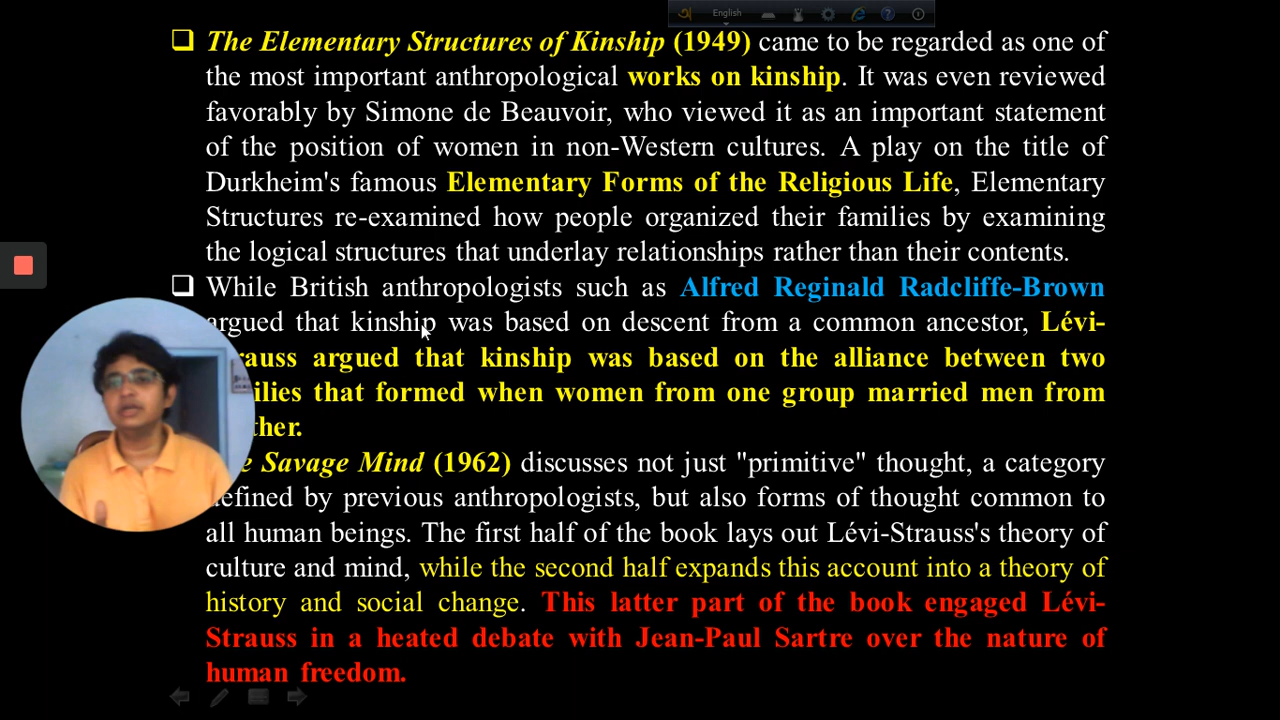 English
The Elementary Structures of Kinship (1949) came to be regarded as one of
the most important anthropological works on kinship. It was even reviewed
favorably by Simone de Beauvoir, who viewed it as an important statement
of the position of women in non-Western cultures. A play on the title of
Durkheim's famous Elementary Forms of the Religious Life, Elementary
Structures re-examined how people organized their families by examining
the logical structures that underlay relationships rather than their contents.
While British anthropologists such as Alfred Reginald Radcliffe-Brown
argued that kinship was based on descent from a common ancestor, Lévi-
argued that kinship was based on the alliance between two
that formed when women from one group married men from
Savage Mind (1962) discusses not just "primitive" thought, a category
defined by previous anthropologists, but also forms of thought common to
all human beings. The first half of the book lays out Lévi-Strauss's theory of
culture and mind, while the second half expands this account into a theory of
history and social change. This latter part of the book engaged Lévi-
Strauss in a heated debate with Jean-Paul Sartre over the nature of
human freedom.